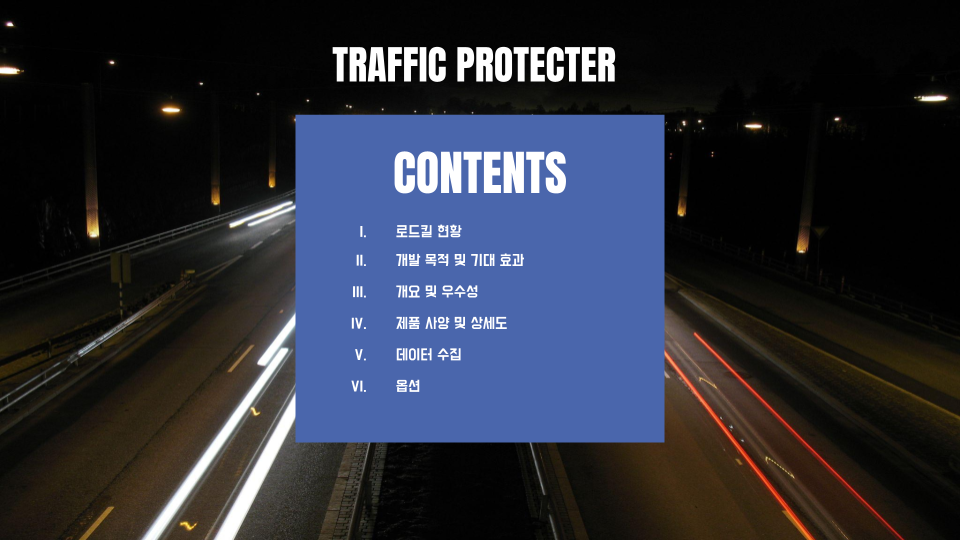 TRAFFIC PROTECTER
CONTENTS
I. 로드킬 현황
II. 개발 목적 및 기대 효과
III. 개요 및 우수성
IV. 제품 사양 및 상세도
V. 데이터 수집
VI. 옵션